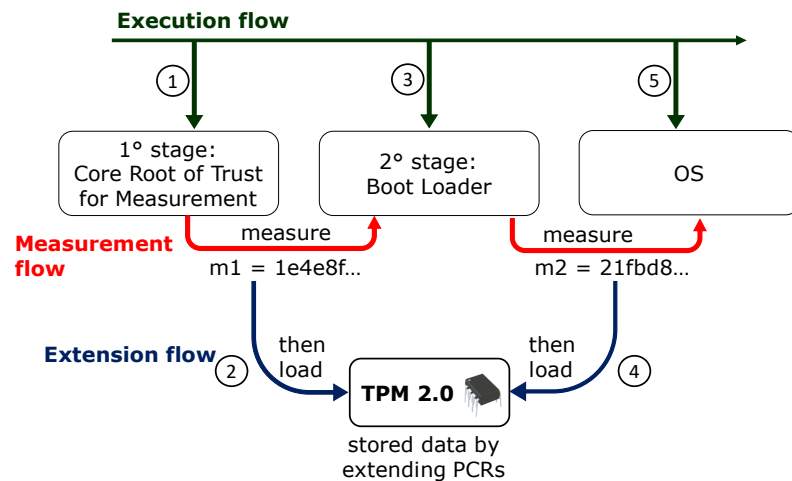 Execution flow
1
3
5
1° stage:
Core Root of Trust
for Measurement
2° stage:
Boot Loader
OS
Measurement
flow
measure
m1 = 1e4e8f...
measure
m2 = 21fbd8...
Extension flow
2
then
load
then
load
4
TPM 2.0
stored data by
extending PCRs